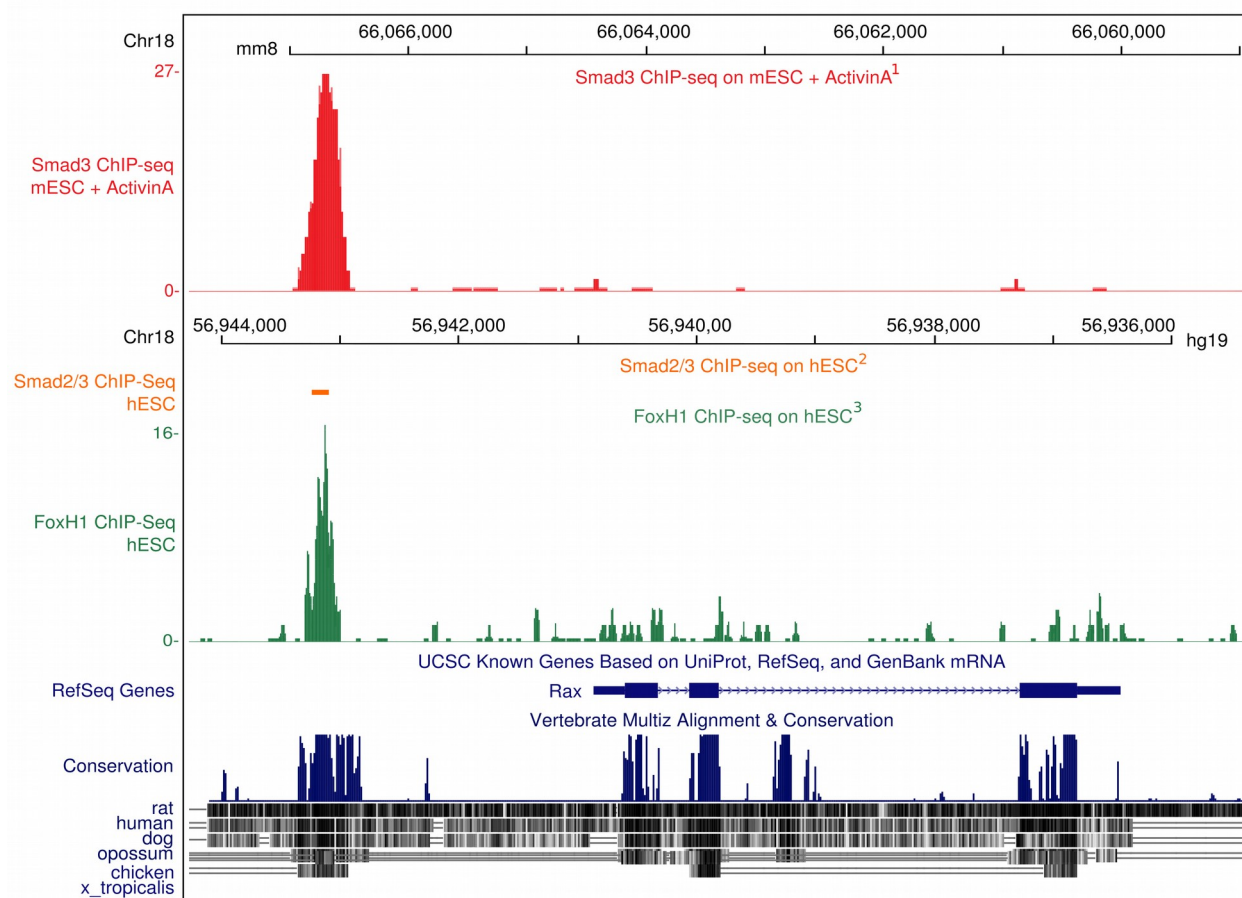 Chr18
mm8
66,066,000 66,064,000 66,062,000 66,060,000
27-
Smad3 ChIP-seq on mESC + ActivinA1
Smad3 ChIP-seq
mESC + ActivinA
0-
56,944,000 56,942,000 56,940,00 56,938,000 56,936,000
Chr18
hg19
Smad2/3 ChIP-seq on hESC2
Smad2/3 ChIP-Seq
hESC
FoxH1 ChIP-seq on hESC3
16-
FoxH1 ChIP-Seq
hESC
0-
UCSC Known Genes Based on UniProt, RefSeq, and GenBank mRNA
RefSeq Genes
Rax
Vertebrate Multiz Alignment & Conservation
Conservation
rat
human
dog
opossum
chicken
x_tropicalis